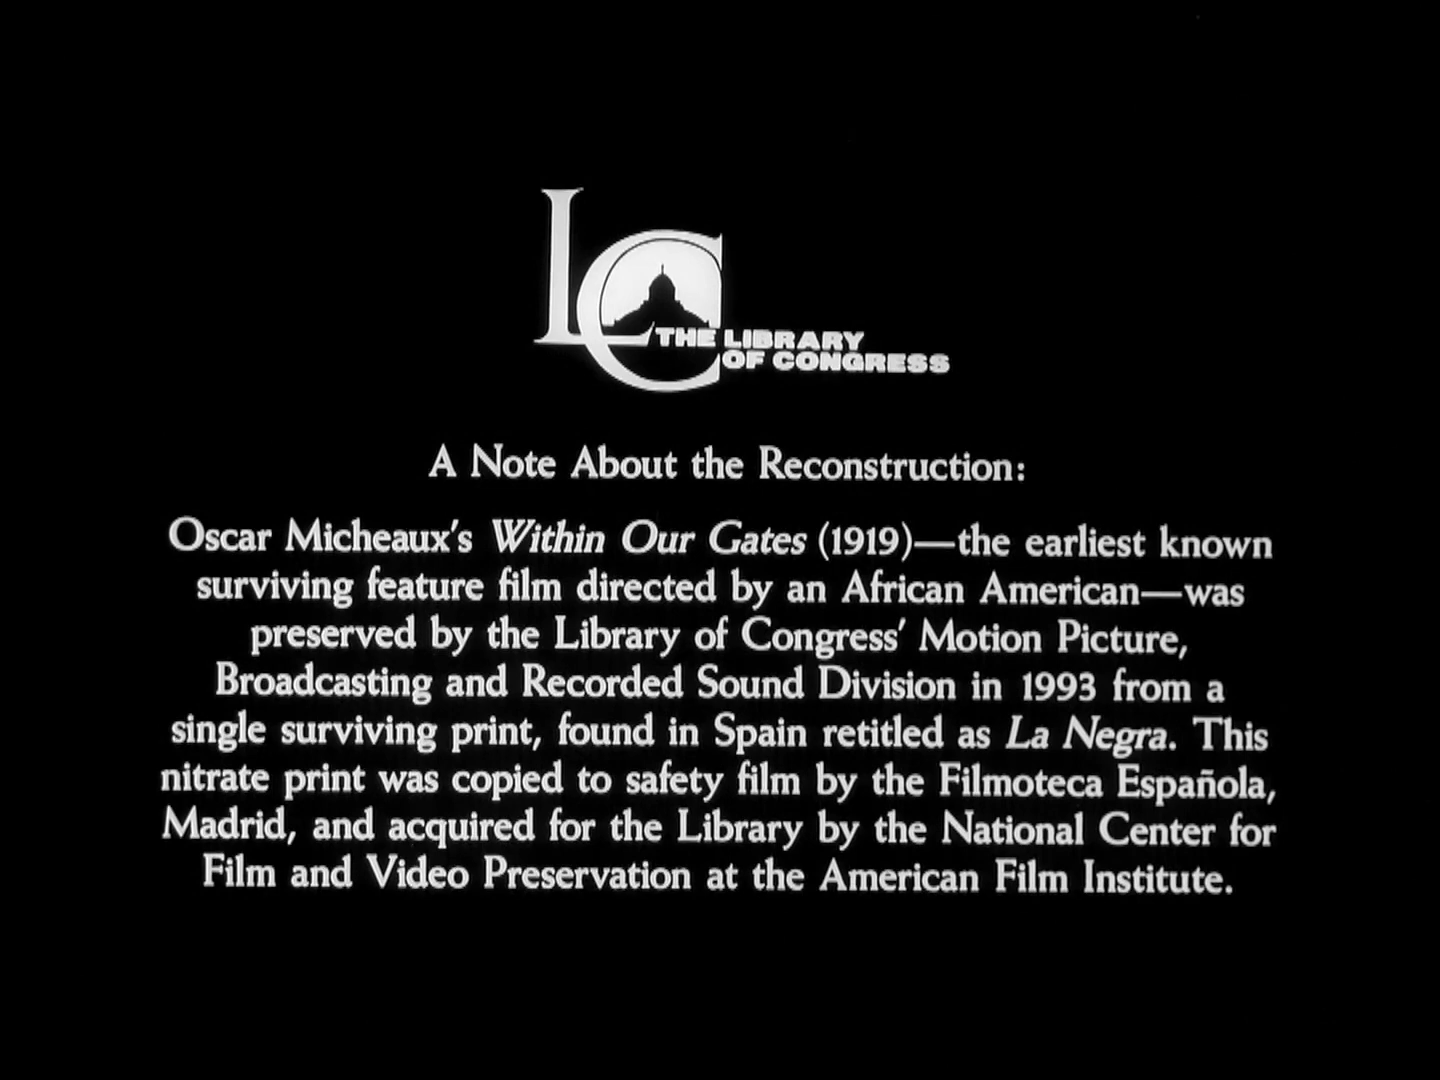 LC
THE LIBRARY
OF CONGRESS
A Note About the Reconstruction:
Oscar Micheaux's Within Our Gates (1919)—the earliest known
surviving feature film directed by an African American—was
preserved by the Library of Congress' Motion Picture,
Broadcasting and Recorded Sound Division in 1993 from a
single surviving print, found in Spain retitled as La Negra. This
nitrate print was copied to safety film by the Filmoteca Española,
Madrid, and acquired for the Library by the National Center for
Film and Video Preservation at the American Film Institute.